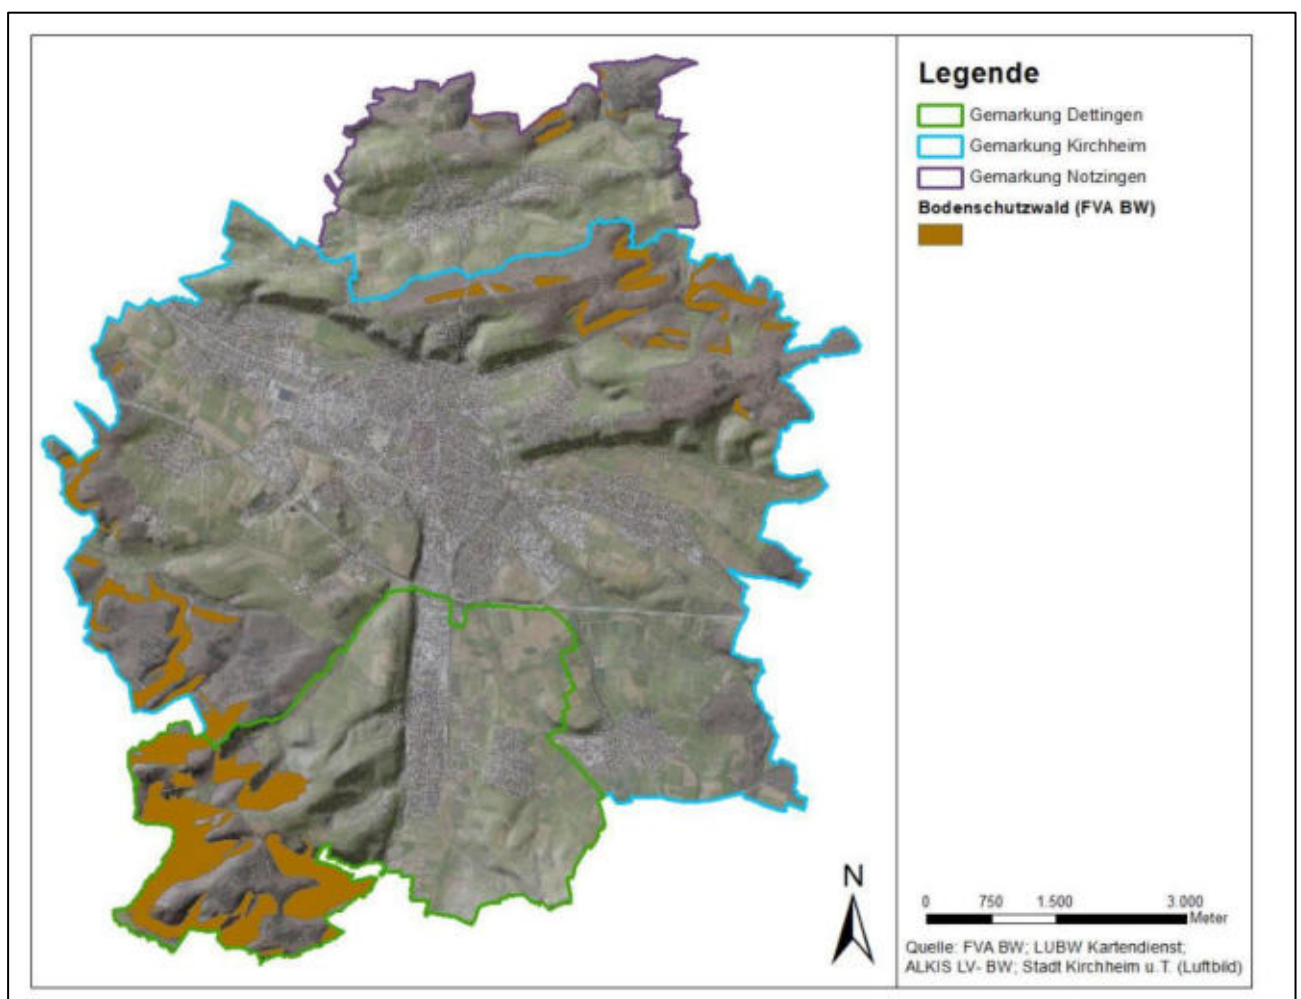 Legende
Gemarkung Dettingen
Gemarkung Kirchheim
Gemarkung Notzingen
Bodenschutzwald (FVA BW)
N
0 750 1.500 3.000
Meter
Quelle: FVA BW; LUBW Kartendienst;
ALKIS LV- BW; Stadt Kirchheim u.T. (Luftbild)